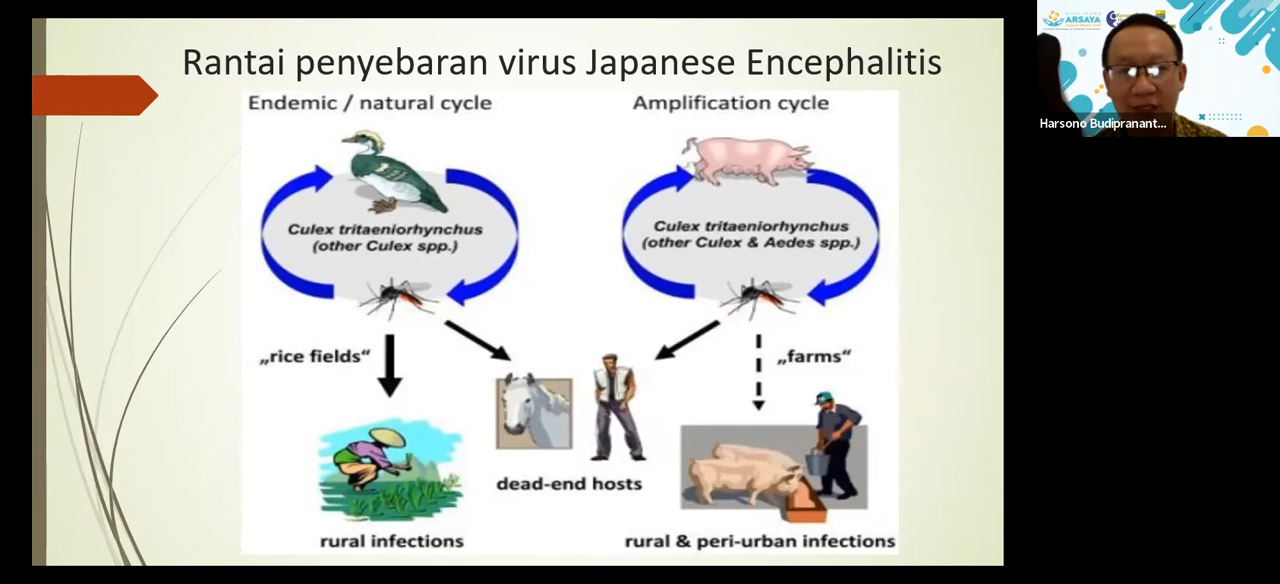 Rantai penyebaran virus Japanese Encephalitis
Endemic / natural cycle
Amplification cycle
Culex tritaeniorhynchus
(other Culex spp.)
Culex tritaeniorhynchus
(other Culex & Aedes spp.)
„rice fields“
„farms“
dead-end hosts
rural infections
rural & peri-urban infections
ARSAYA
Harsono Budipranant...